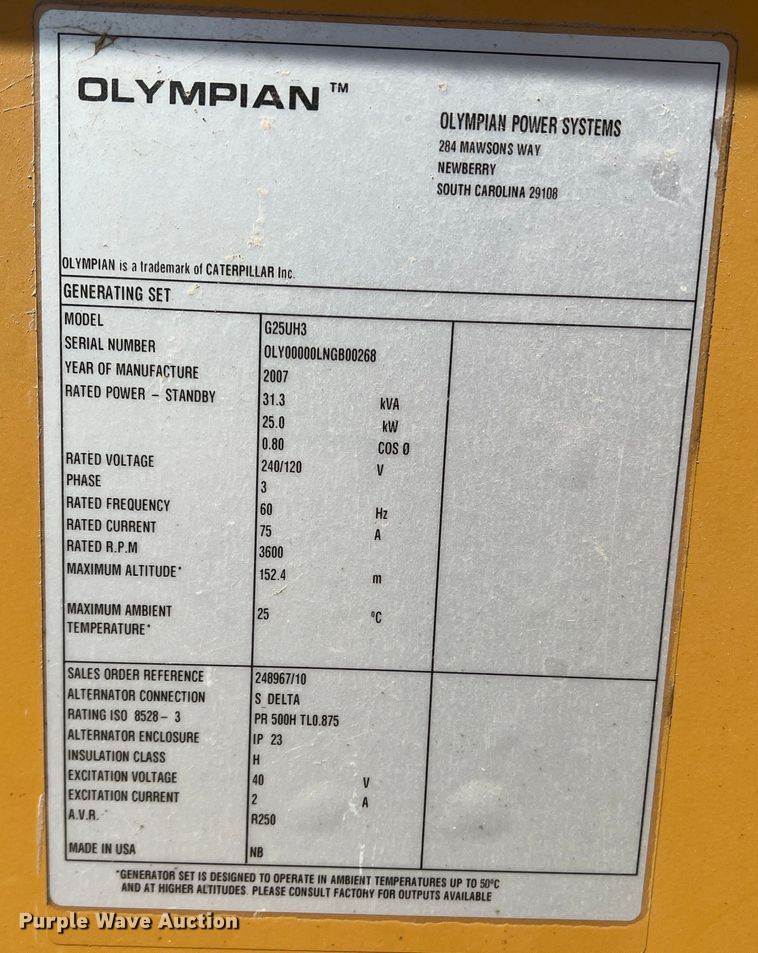 OLYMPIAN ™
OLYMPIAN POWER SYSTEMS
284 MAWSONS WAY
NEWBERRY
SOUTH CAROLINA 29108
OLYMPIAN is a trademark of CATERPILLAR Inc.
GENERATING SET
MODEL G25UH3
SERIAL NUMBER OLY00000LNGB00268
YEAR OF MANUFACTURE 2007
RATED POWER – STANDBY 31.3 kVA
25.0 kW
0.80 COS Ø
RATED VOLTAGE 240/120 V
PHASE 3
RATED FREQUENCY 60 Hz
RATED CURRENT 75 A
RATED R.P.M 3600
MAXIMUM ALTITUDE* 152.4 m
MAXIMUM AMBIENT 25 ºC
TEMPERATURE*
SALES ORDER REFERENCE 248967/10
ALTERNATOR CONNECTION S_DELTA
RATING ISO 8528 – 3 PR 500H TL0.875
ALTERNATOR ENCLOSURE IP 23
INSULATION CLASS H
EXCITATION VOLTAGE 40 V
EXCITATION CURRENT 2 A
A.V.R. R250
MADE IN USA NB
*GENERATOR SET IS DESIGNED TO OPERATE IN AMBIENT TEMPERATURES UP TO 50ºC
AND AT HIGHER ALTITUDES. PLEASE CONSULT FACTORY FOR OUTPUTS AVAILABLE
Purple Wave Auction